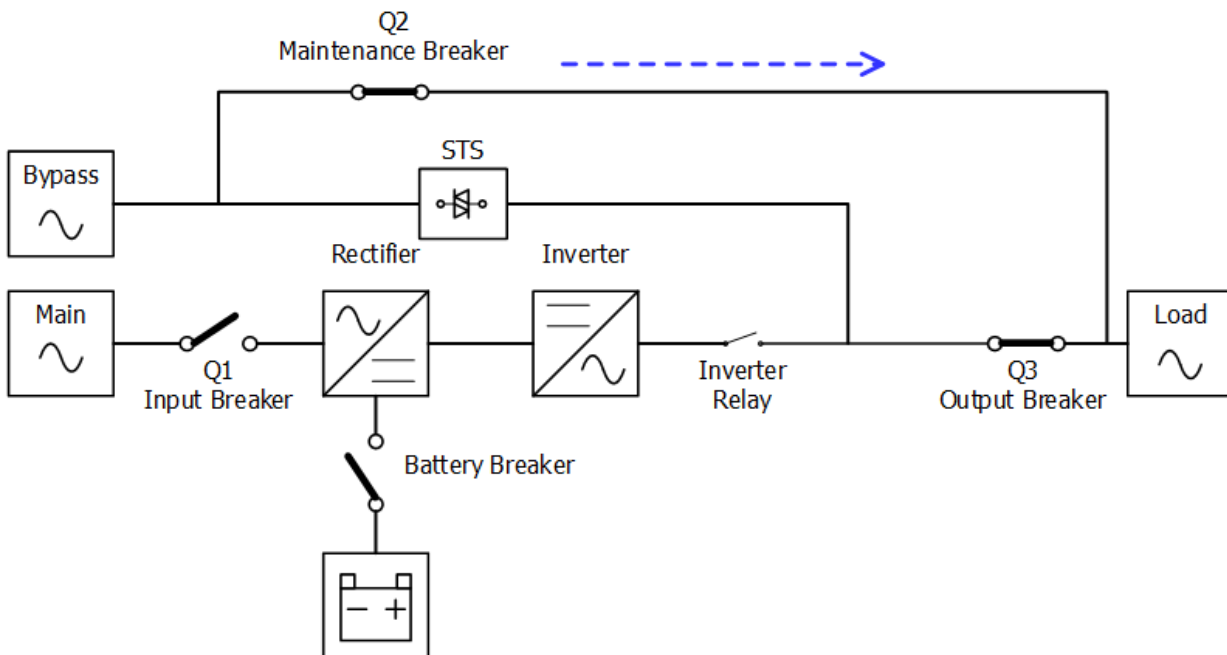 Q2
Maintenance Breaker
STS
Bypass
Rectifier
Inverter
Main
Load
Q1
Input Breaker
Inverter
Relay
Q3
Output Breaker
Battery Breaker
- +